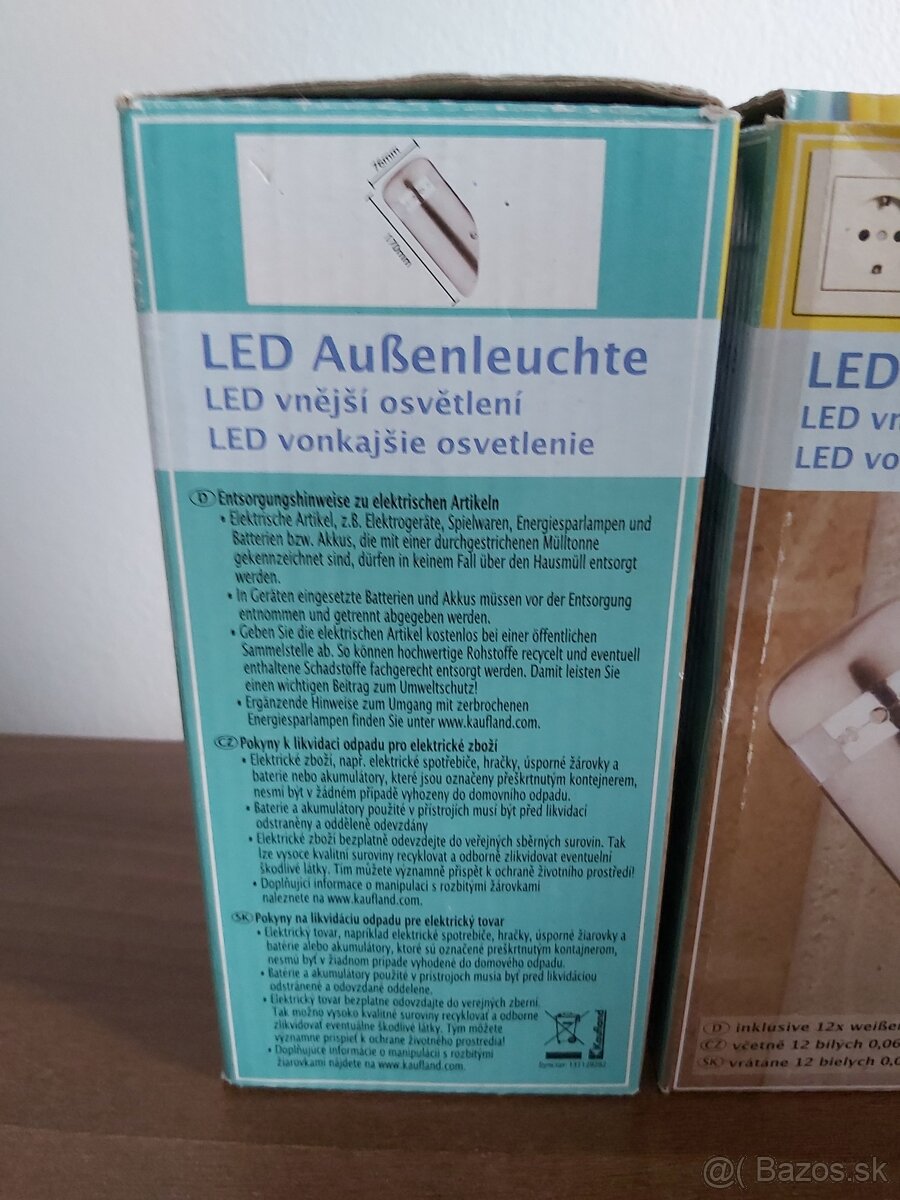 76mm
170mm
LED Außenleuchte
LED vnější osvětlení
LED vonkajšie osvetlenie
D Entsorgungshinweise zu elektrischen Artikeln
• Elektrische Artikel, z.B. Elektrogeräte, Spielwaren, Energiesparlampen und
Batterien bzw. Akkus, die mit einer durchgestrichenen Mülltonne
gekennzeichnet sind, dürfen in keinem Fall über den Hausmüll entsorgt
werden.
• In Geräten eingesetzte Batterien und Akkus müssen vor der Entsorgung
entnommen und getrennt abgegeben werden.
• Geben Sie die elektrischen Artikel kostenlos bei einer öffentlichen
Sammelstelle ab. So können hochwertige Rohstoffe recycelt und eventuell
enthaltene Schadstoffe fachgerecht entsorgt werden. Damit leisten Sie
einen wichtigen Beitrag zum Umweltschutz!
• Ergänzende Hinweise zum Umgang mit zerbrochenen
Energiesparlampen finden Sie unter www.kaufland.com.
CZ Pokyny k likvidaci odpadu pro elektrické zboží
• Elektrické zboží, např. elektrické spotřebiče, hračky, úsporné žárovky a
baterie nebo akumulátory, které jsou označeny přeškrtnutým kontejnerem,
nesmí být v žádném případě vyhozeny do domovního odpadu.
• Baterie a akumulátory použité v přístrojích musí být před likvidací
odstraněny a odděleně odevzdány
• Elektrické zboží bezplatně odevzdejte do veřejných sběrných surovin. Tak
lze vysoce kvalitní suroviny recyklovat a odborně zlikvidovat eventuelní
škodlivé látky. Tím můžete významně přispět k ochraně životního prostředí!
• Doplňující informace o manipulaci s rozbitými žárovkami
naleznete na www.kaufland.com.
SK Pokyny na likvidáciu odpadu pre elektrický tovar
• Elektrický tovar, napríklad elektrické spotrebiče, hračky, úsporné žiarovky a
batérie alebo akumulátory, ktoré sú označené preškrtnutým kontajnerom,
nesmú byť v žiadnom prípade vyhodené do domového odpadu.
• Batérie a akumulátory použité v prístrojoch musia byť pred likvidáciou
odstránené a odovzdané oddelene.
• Elektrický tovar bezplatne odovzdajte do verejných zberní.
Tak možno vysoko kvalitné suroviny recyklovať a odborne
zlikvidovať eventuálne škodlivé látky. Tým môžete
významne prispieť k ochrane životného prostredia!
• Doplňujúce informácie o manipulácii s rozbitými
žiarovkami nájdete na www.kaufland.com.
Kaufland
LED
LED vn
LED vo
D inklusive 12x weißen
CZ včetně 12 bílých 0,06
SK vrátane 12 bielych 0,0
@( Bazos.sk